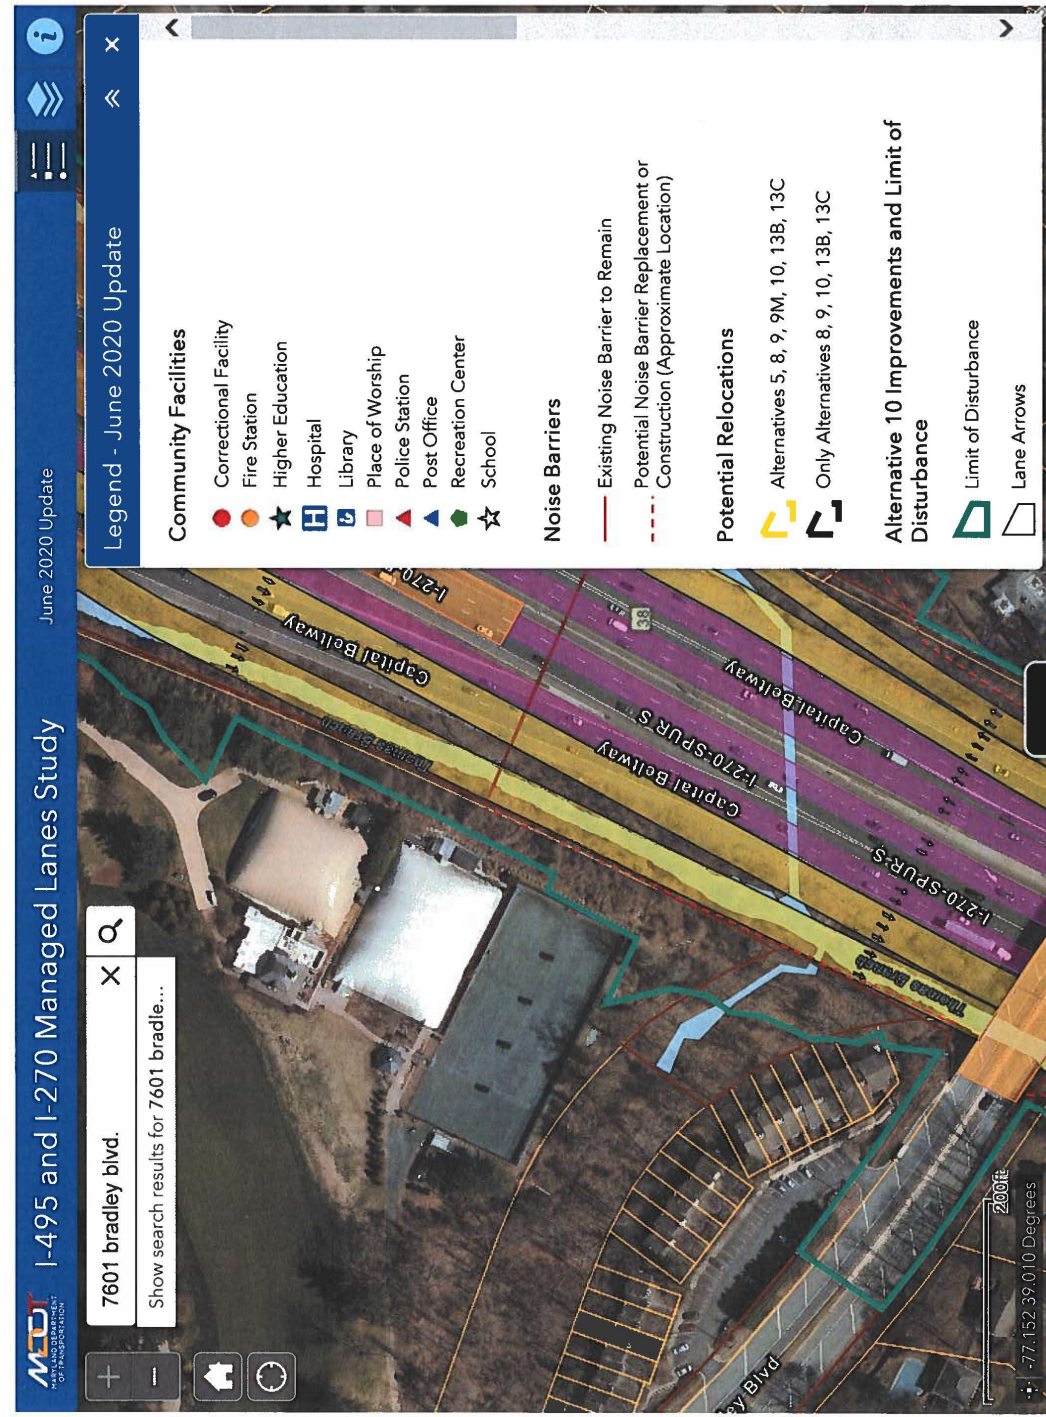 MDOT
MARYLAND DEPARTMENT
OF TRANSPORTATION
I-495 and I-270 Managed Lanes Study
June 2020 Update
7601 bradley blvd.
Show search results for 7601 bradle...
Legend - June 2020 Update
Community Facilities
Correctional Facility
Fire Station
Higher Education
H
Hospital
Library
Place of Worship
Police Station
Post Office
Recreation Center
School
Noise Barriers
Existing Noise Barrier to Remain
Potential Noise Barrier Replacement or
Construction (Approximate Location)
Potential Relocations
Alternatives 5, 8, 9, 9M, 10, 13B, 13C
Only Alternatives 8, 9, 10, 13B, 13C
Alternative 10 Improvements and Limit of
Disturbance
Limit of Disturbance
Lane Arrows
Capital Beltway
I-270-
Thomas Branch
Capital Beltway
I-270-SPUR S
38
Capital Beltway
I-270-SPUR S
Thomas Branch
ley Blvd
200ft
-77.152 39.010 Degrees